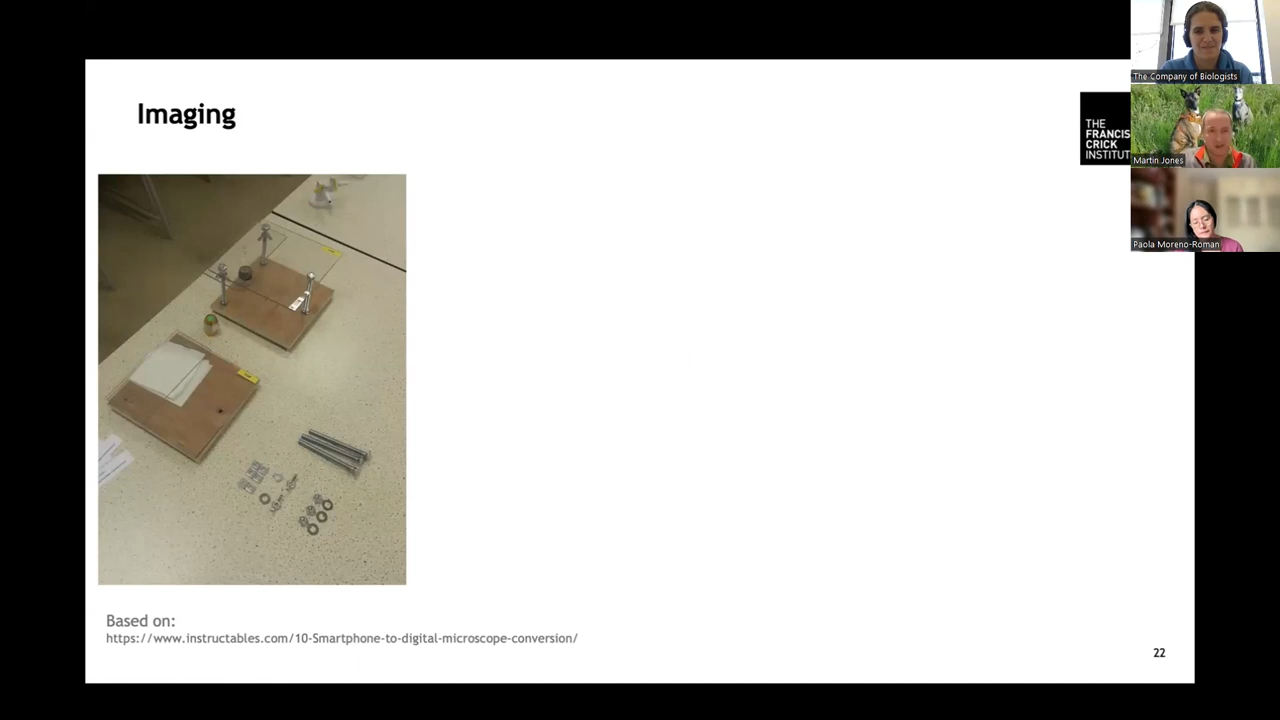 Imaging
THE
FRANCIS
CRICK
INSTITUT
The Company of Biologists
Martin Jones
Paola Moreno-Roman
Based on:
https://www.instructables.com/10-Smartphone-to-digital-microscope-conversion/
22